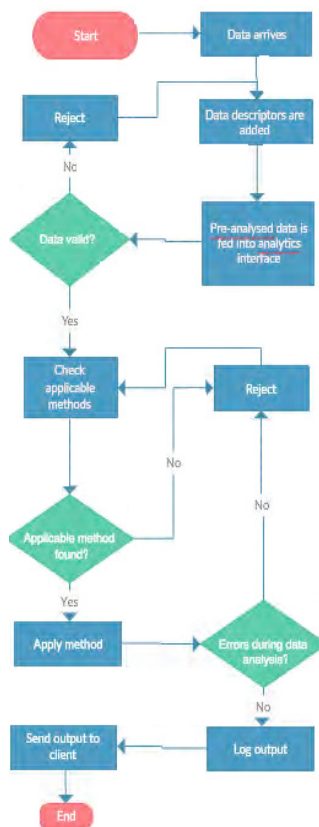 Start
Data arrives
Reject
Data descriptors are
added
No
Data valid?
Pre-analysed data is
fed into analytics
interface
Yes
Check
applicable
methods
Reject
No
No
Applicable method
found?
Yes
Apply method
Errors during data
analysis?
No
Send output to
client
Log output
End